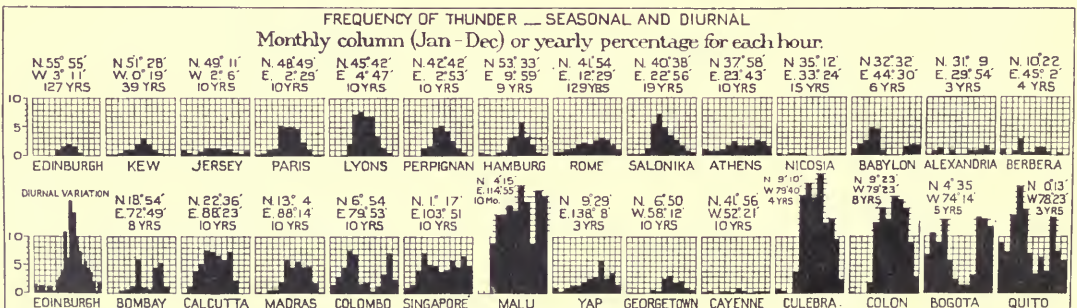 FREQUENCY OF THUNDER — SEASONAL AND DIURNAL
Monthly column (Jan-Dec) or yearly percentage for each hour.
N.55° 55′ N.51° 28′ N. 49° 11′ N. 48°49′ N.45°42′ N. 42°42′ N. 53°33′ N. 41°54 N. 40°38′ N. 37°58′ N. 35° 12′ N.32°32′ N. 31° 9 N. 10°22
W. 3° 11′ W. 0° 19′ W. 2° 6′ E. 2°29′ E. 4° 47′ E. 2°53′ E. 9° 59′ E. 12°29′ E. 22°56′ E. 23°43′ E. 33°24′ E. 44°30′ E. 29°54′ E. 45° 2′
127 YRS 39 YRS 10 YRS 10 YRS 10 YRS 10 YRS 9 YRS 129 YRS 19 YRS 10 YRS 15 YRS 6 YRS 3 YRS 4 YRS
10
5
0
EDINBURGH KEW JERSEY PARIS LYONS PERPIGNAN HAMBURG ROME SALONIKA ATHENS NICOSIA BABYLON ALEXANDRIA BERBERA
DIURNAL VARIATION N.18°54′ N. 22°36′ N. 13° 4 N. 6° 54 N. 1° 17′ N 4°15′ N 9°29′ N. 6°50 N. 41° 56 N 9°10′ N 9°23′ N 4° 35 N. 0°13′
E. 72°49′ E. 88°23′ E. 88°14′ E. 79°53′ E. 103° 51 E. 114°55′ E. 138° 8′ W. 58°12′ W. 52°21′ W 79°40′ W 79°23′ W 74°14′ W 78°23′
8 YRS 10 YRS 10 YRS 10 YRS 10 YRS 10 Mo. 3 YRS 10 YRS 10 YRS 4 YRS 8 YRS 5 YRS 3 YRS
10
5
0
EDINBURGH BOMBAY CALCUTTA MADRAS COLOMBO SINGAPORE MALU YAP GEORGETOWN CAYENNE CULEBRA. COLON BOGOTA QUITO